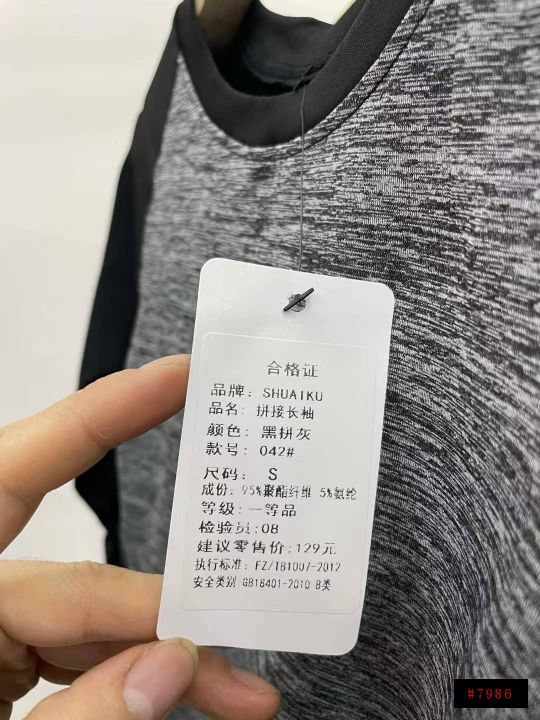 合格证
品牌: SHUAIKU
品名: 拼接长袖
颜色: 黑拼灰
款号: 042#
尺码: S
成份: 95%聚酯纤维 5%氨纶
等级: 一等品
检验员:08
建议零售价:129元
执行标准: FZ/T81007-2012
安全类别 GB18401-2010 B类
#7986